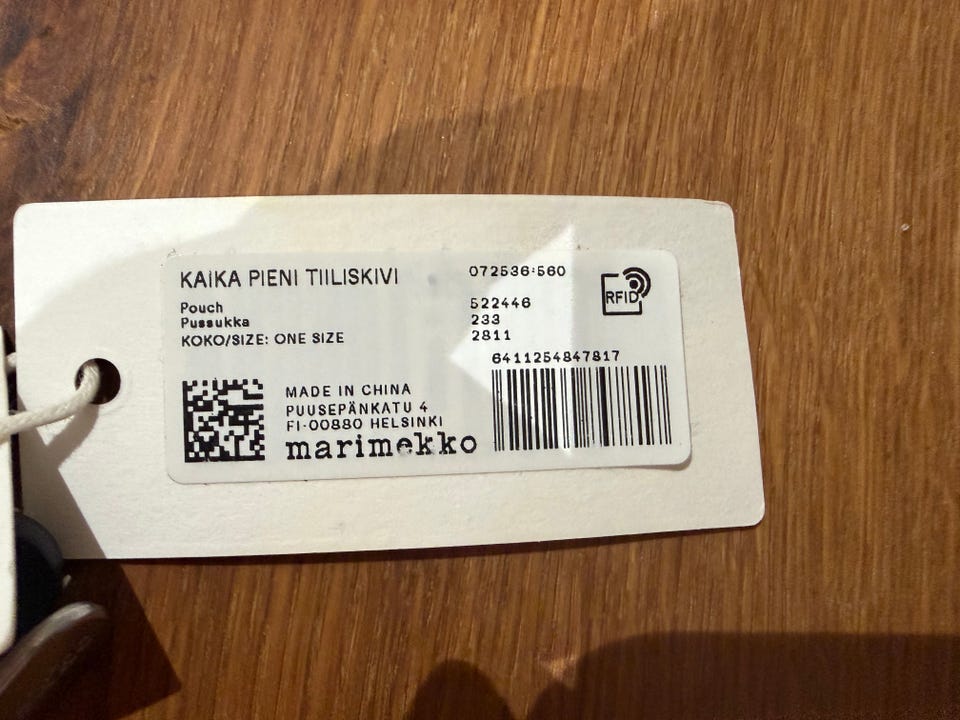 KAIKA PIENI TIILISKIVI
072536:560
Pouch
Pussukka
KOKO/SIZE: ONE SIZE
522446
233
2811
RFID
6411254847817
MADE IN CHINA
PUUSEPÄNKATU 4
FI-00880 HELSINKI
marimekko